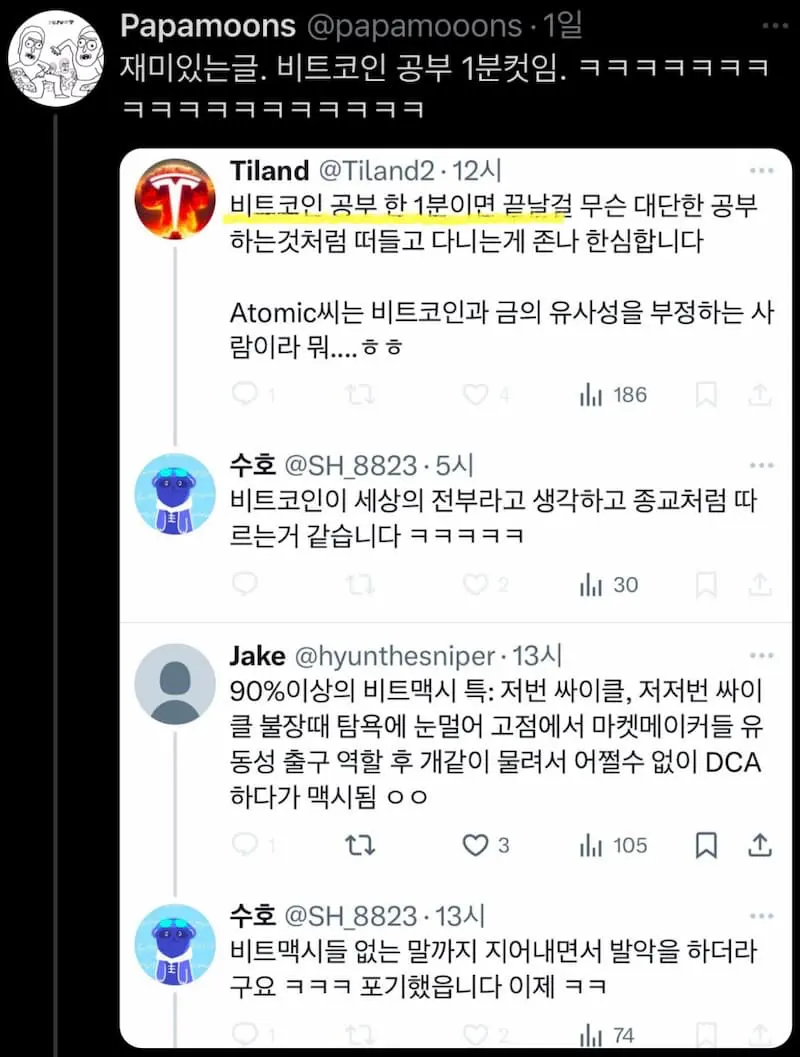 Papamoons @papamooons · 1일
재미있는글. 비트코인 공부 1분컷임. ㅋㅋㅋㅋㅋㅋㅋ
ㅋㅋㅋㅋㅋㅋㅋㅋㅋㅋㅋ
Tiland @Tiland2 · 12시
비트코인 공부 한 1분이면 끝날걸 무슨 대단한 공부
하는것처럼 떠들고 다니는게 존나 한심합니다
Atomic씨는 비트코인과 금의 유사성을 부정하는 사
람이라 뭐....ㅎㅎ
1 4 186
수호 @SH_8823 · 5시
비트코인이 세상의 전부라고 생각하고 종교처럼 따
르는거 같습니다 ㅋㅋㅋㅋㅋ
2 30
Jake @hyunthesniper · 13시
90%이상의 비트맥시 특: 저번 싸이클, 저저번 싸이
클 불장때 탐욕에 눈멀어 고점에서 마켓메이커들 유
동성 출구 역할 후 개같이 물려서 어쩔수 없이 DCA
하다가 맥시됨 ㅇㅇ
1 3 105
수호 @SH_8823 · 13시
비트맥시들 없는 말까지 지어내면서 발악을 하더라
구요 ㅋㅋㅋ 포기했읍니다 이제 ㅋㅋ
1 2 74